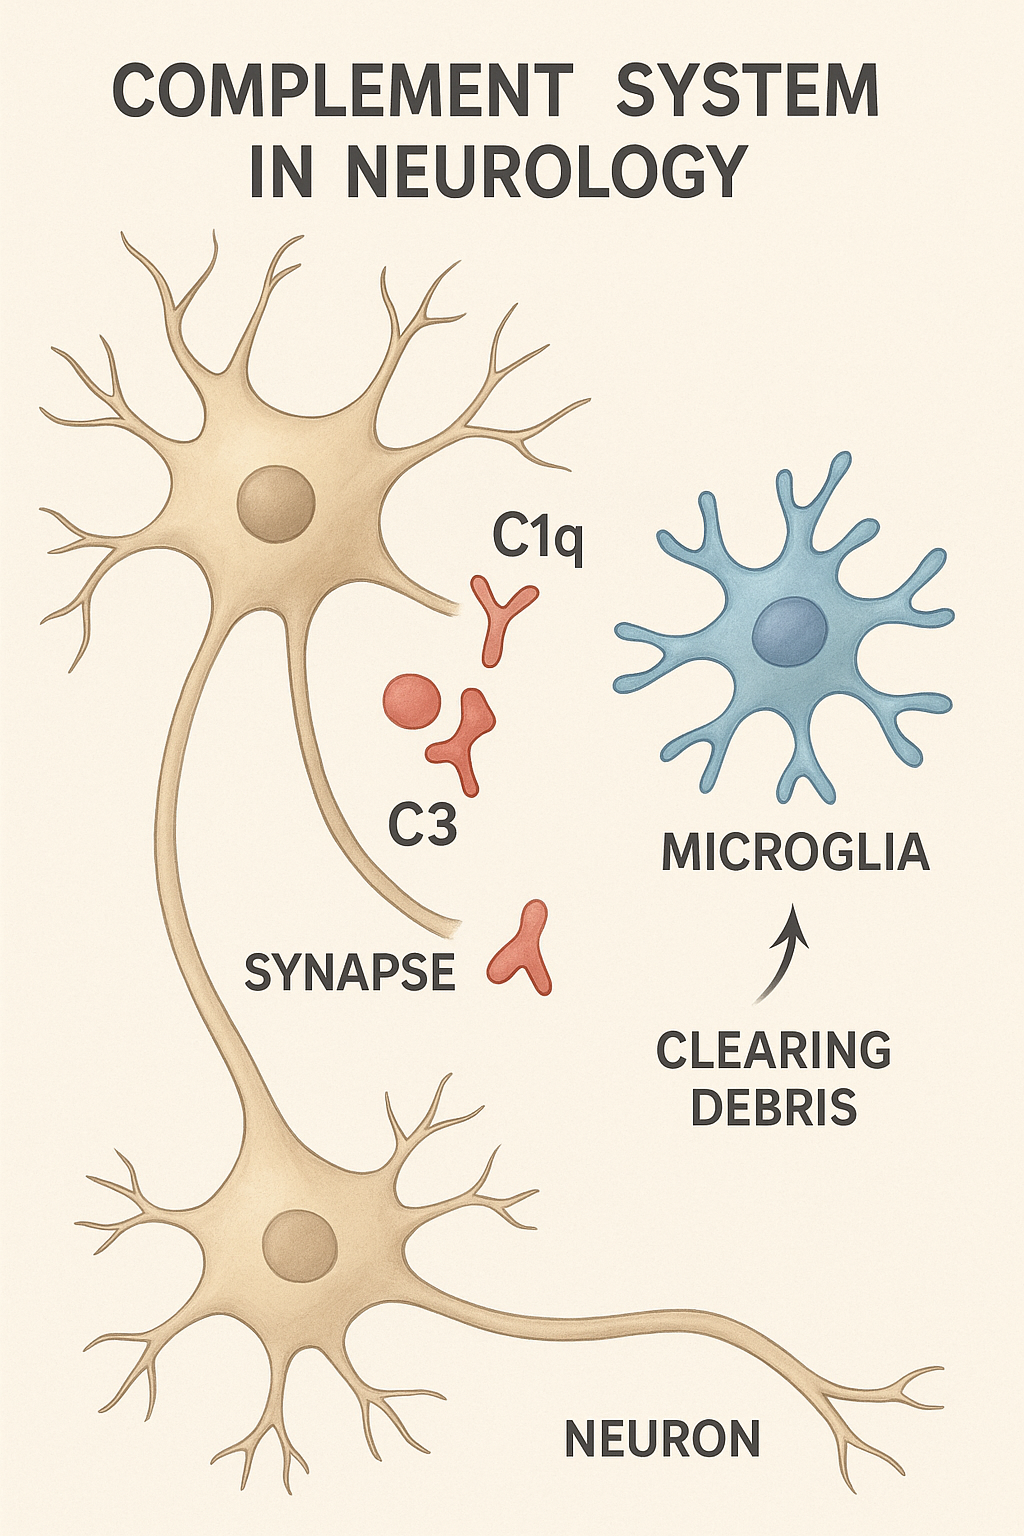 COMPLEMENT SYSTEM
IN NEUROLOGY
C1q
C3
MICROGLIA
SYNAPSE
CLEARING
DEBRIS
NEURON